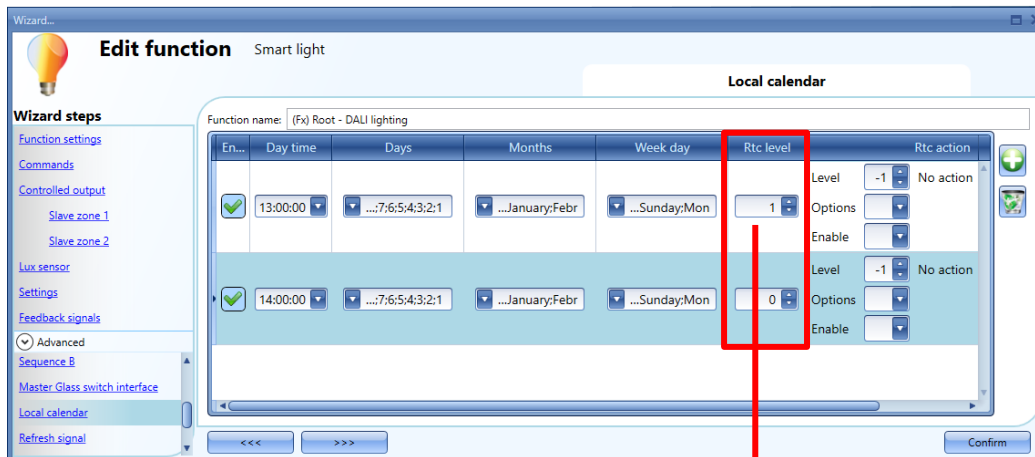 Wizard...
Edit function Smart light
Local calendar
Wizard steps
Function settings
Commands
Controlled output
Slave zone 1
Slave zone 2
Lux sensor
Settings
Feedback signals
Advanced
Sequence B
Master Glass switch interface
Local calendar
Refresh signal
Function name: (Fx) Root - DALI lighting
En... Day time Days Months Week day Rtc level Rtc action
Level -1 No action
13:00:00 ...;7;6;5;4;3;2;1 ...January;Febr ...Sunday;Mon 1 Options
Enable
Level -1 No action
14:00:00 ...;7;6;5;4;3;2;1 ...January;Febr ...Sunday;Mon 0 Options
Enable
<<< >>> Confirm